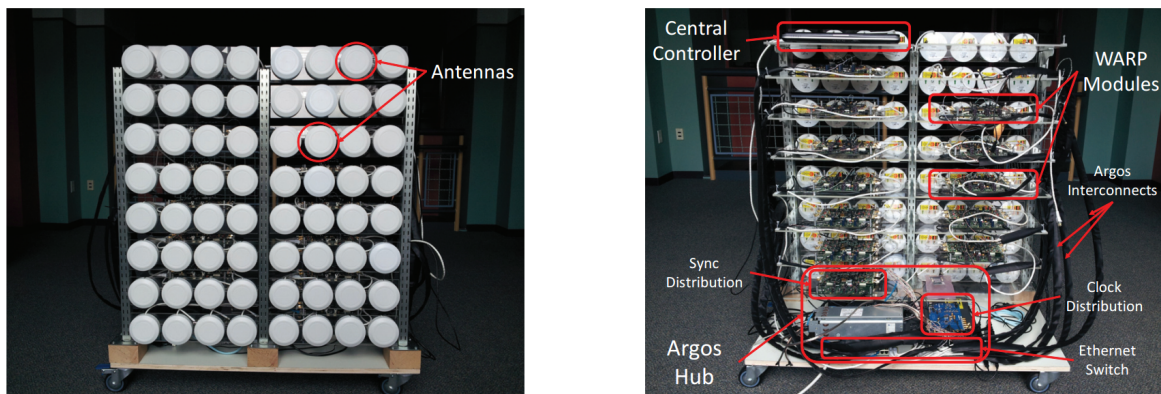 Antennas
Central
Controller
WARP
Modules
Argos
Interconnects
Sync
Distribution
Clock
Distribution
Argos
Hub
Ethernet
Switch